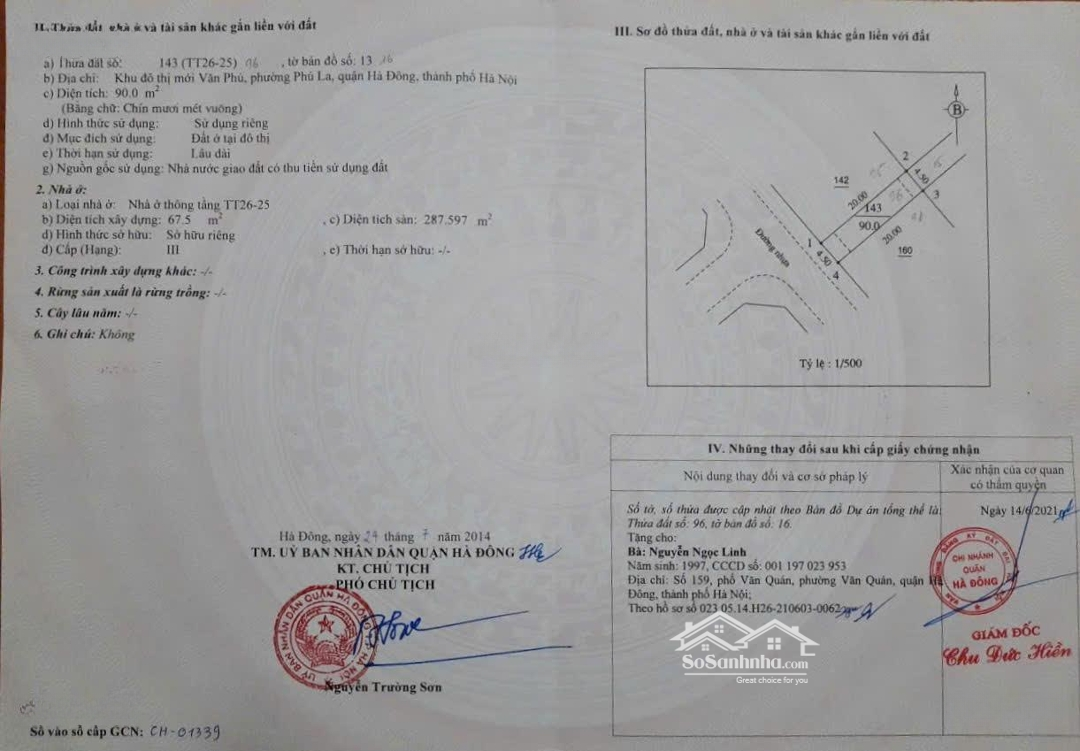 II. Thửa đất, nhà ở và tài sản khác gắn liền với đất
a) Thửa đất số: 143 (TT26-25) 96 , tờ bản đồ số: 13 16
b) Địa chỉ: Khu đô thị mới Văn Phú, phường Phú La, quận Hà Đông, thành phố Hà Nội
c) Diện tích: 90.0 m²
(Bằng chữ: Chín mươi mét vuông)
d) Hình thức sử dụng: Sử dụng riêng
đ) Mục đích sử dụng: Đất ở tại đô thị
e) Thời hạn sử dụng: Lâu dài
g) Nguồn gốc sử dụng: Nhà nước giao đất có thu tiền sử dụng đất
2. Nhà ở:
a) Loại nhà ở: Nhà ở thông tầng TT26-25
b) Diện tích xây dựng: 67.5 m² , c) Diện tích sàn: 287.597 m²
d) Hình thức sở hữu: Sở hữu riêng
đ) Cấp (Hạng): III , e) Thời hạn sở hữu: -/-
3. Công trình xây dựng khác: -/-
4. Rừng sản xuất là rừng trồng: -/-
5. Cây lâu năm: -/-
6. Ghi chú: Không
Hà Đông, ngày 24 tháng 7 năm 2014
TM. UỶ BAN NHÂN DÂN QUẬN HÀ ĐÔNG
KT. CHỦ TỊCH
PHÓ CHỦ TỊCH
UỶ BAN NHÂN DÂN QUẬN HÀ ĐÔNG T.P HÀ NỘI
Nguyễn Trường Sơn
Số vào sổ cấp GCN: CH-01339
III. Sơ đồ thửa đất, nhà ở và tài sản khác gắn liền với đất
B
2
95
4.50
142
3
20.00
96
143
90.0
20.00
1
160
4.50
4
Đường nhựa
Tỷ lệ : 1/500
IV. Những thay đổi sau khi cấp giấy chứng nhận
Nội dung thay đổi và cơ sở pháp lý
Xác nhận của cơ quan
có thẩm quyền
Số tờ, số thửa được cập nhật theo Bản đồ Dự án tổng thể là:
Thửa đất số: 96, tờ bản đồ số: 16.
Tặng cho:
Bà: Nguyễn Ngọc Linh
Năm sinh: 1997, CCCD số: 001 197 023 953
Địa chỉ: Số 159, phố Văn Quán, phường Văn Quán, quận Hà
Đông, thành phố Hà Nội;
Theo hồ sơ số 023.05.14.H26-210603-0062
Ngày 14/6/2021
CHI NHÁNH
QUẬN
HÀ ĐÔNG
GIÁM ĐỐC
Chu Đức Hiền
SoSanhnha.com
Great choice for you